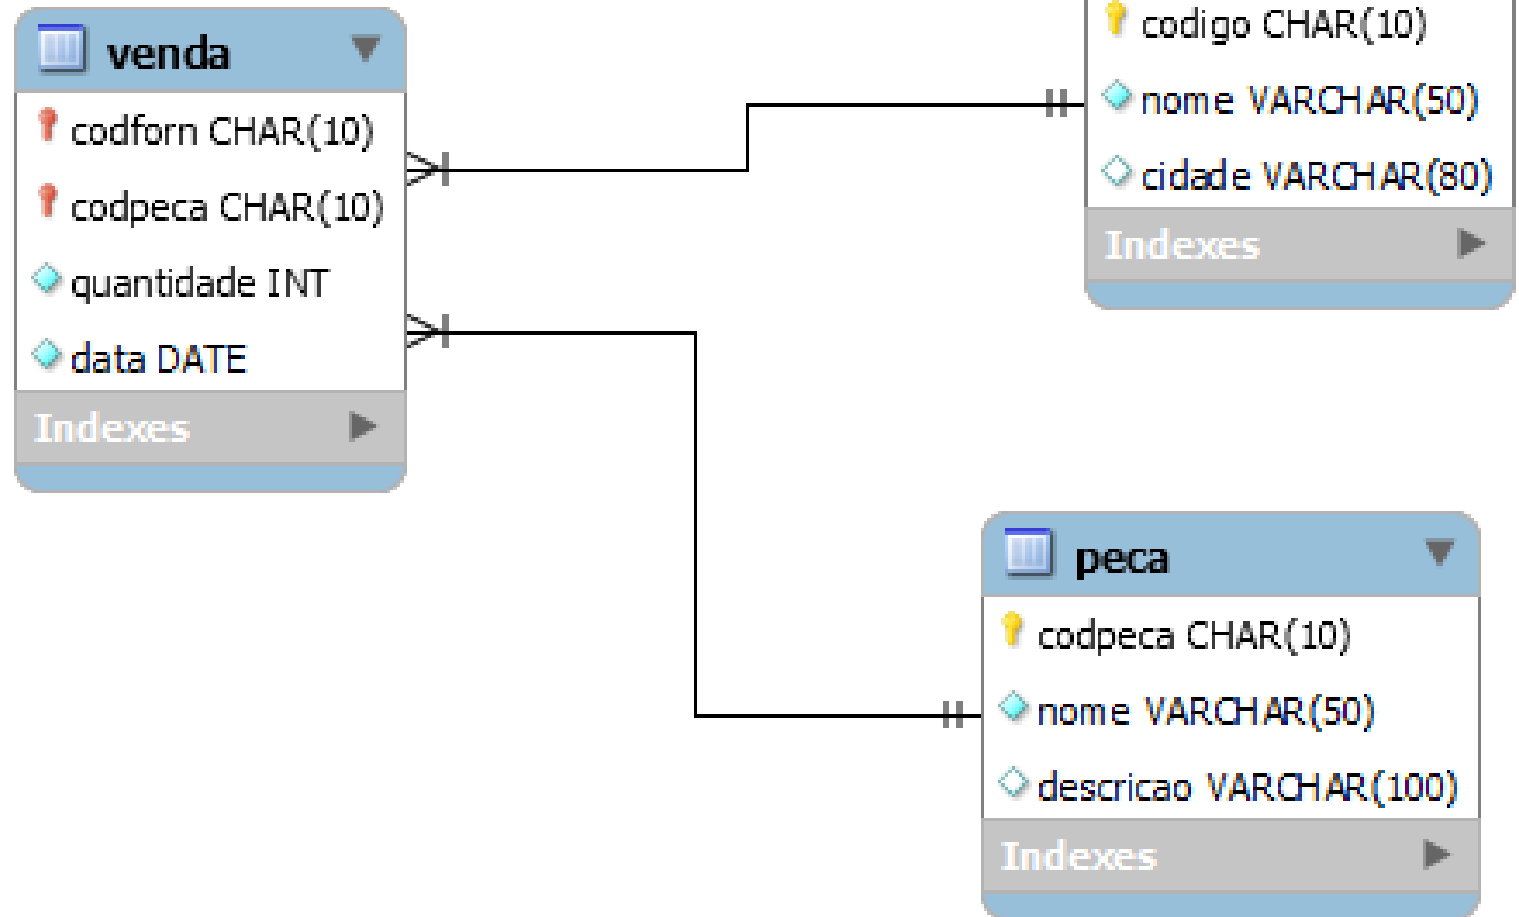 venda
codforn CHAR(10)
codpeca CHAR(10)
quantidade INT
data DATE
Indexes
codigo CHAR(10)
nome VARCHAR(50)
cidade VARCHAR(80)
Indexes
peca
codpeca CHAR(10)
nome VARCHAR(50)
descricao VARCHAR(100)
Indexes